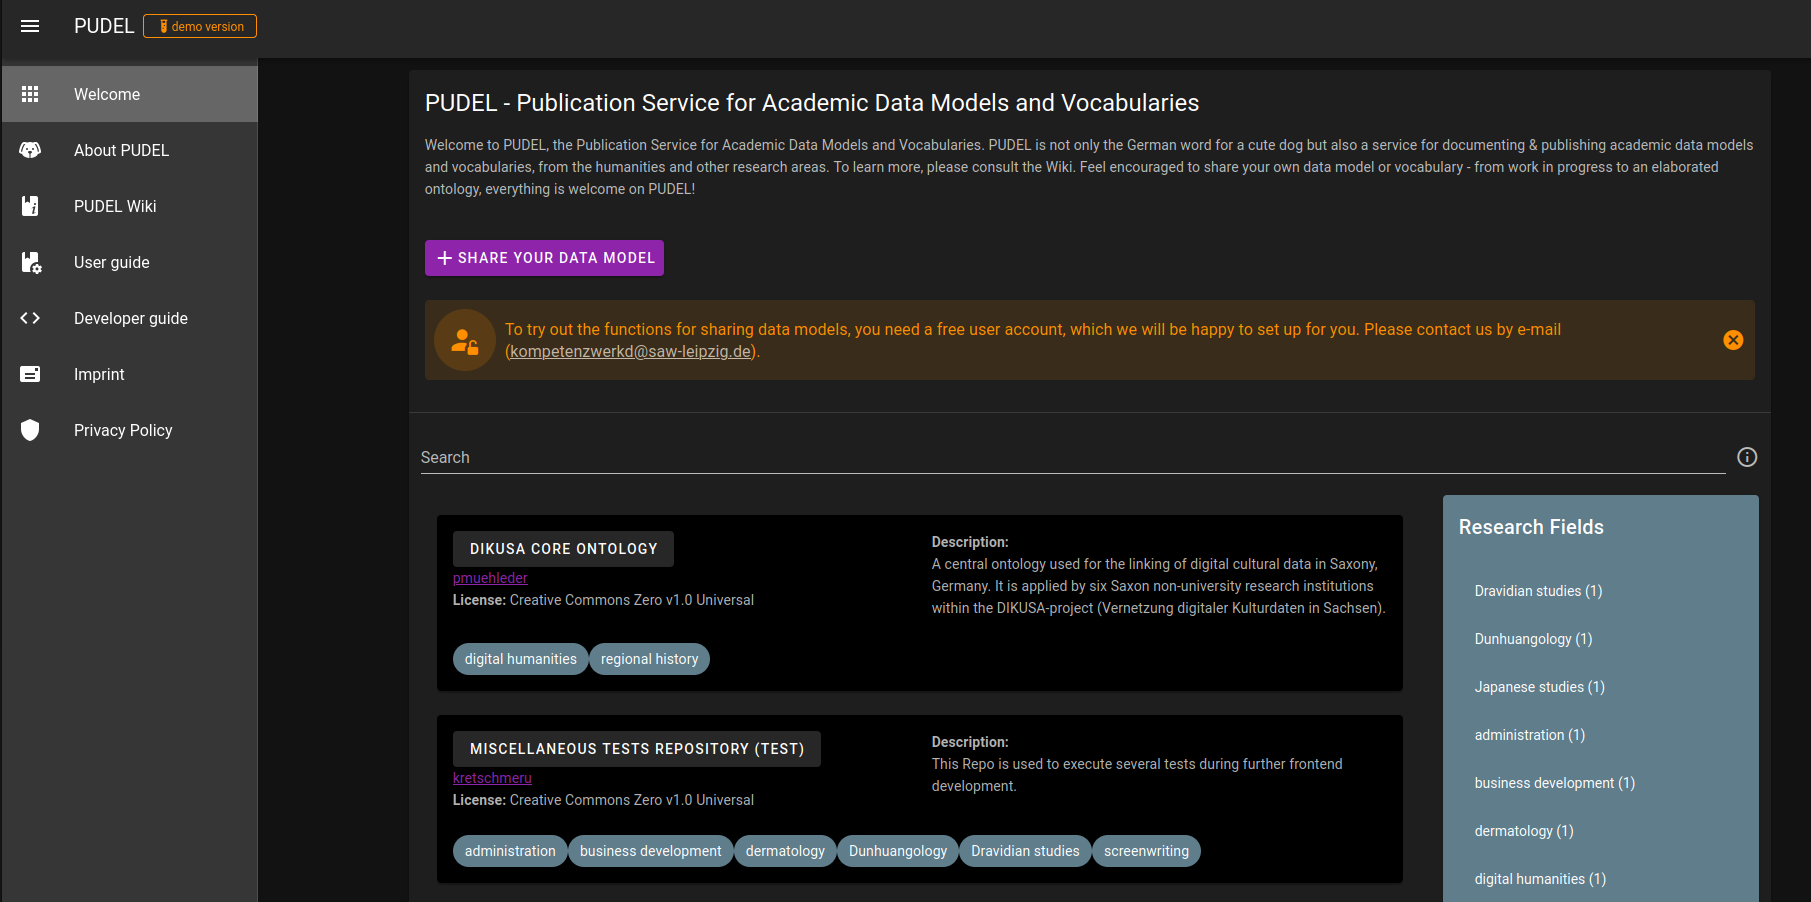 PUDEL
demo version
Welcome
About PUDEL
PUDEL Wiki
User guide
Developer guide
Imprint
Privacy Policy
PUDEL - Publication Service for Academic Data Models and Vocabularies
Welcome to PUDEL, the Publication Service for Academic Data Models and Vocabularies. PUDEL is not only the German word for a cute dog but also a service for documenting & publishing academic data models
and vocabularies, from the humanities and other research areas. To learn more, please consult the Wiki. Feel encouraged to share your own data model or vocabulary - from work in progress to an elaborated
ontology, everything is welcome on PUDEL!
SHARE YOUR DATA MODEL
To try out the functions for sharing data models, you need a free user account, which we will be happy to set up for you. Please contact us by e-mail
(kompetenzwerkd@saw-leipzig.de).
Search
DIKUSA CORE ONTOLOGY
pmuehleder
License: Creative Commons Zero v1.0 Universal
Description:
A central ontology used for the linking of digital cultural data in Saxony,
Germany. It is applied by six Saxon non-university research institutions
within the DIKUSA-project (Vernetzung digitaler Kulturdaten in Sachsen).
digital humanities
regional history
MISCELLANEOUS TESTS REPOSITORY (TEST)
kretschmeru
License: Creative Commons Zero v1.0 Universal
Description:
This Repo is used to execute several tests during further frontend
development.
administration
business development
dermatology
Dunhuangology
Dravidian studies
screenwriting
Research Fields
Dravidian studies (1)
Dunhuangology (1)
Japanese studies (1)
administration (1)
business development (1)
dermatology (1)
digital humanities (1)